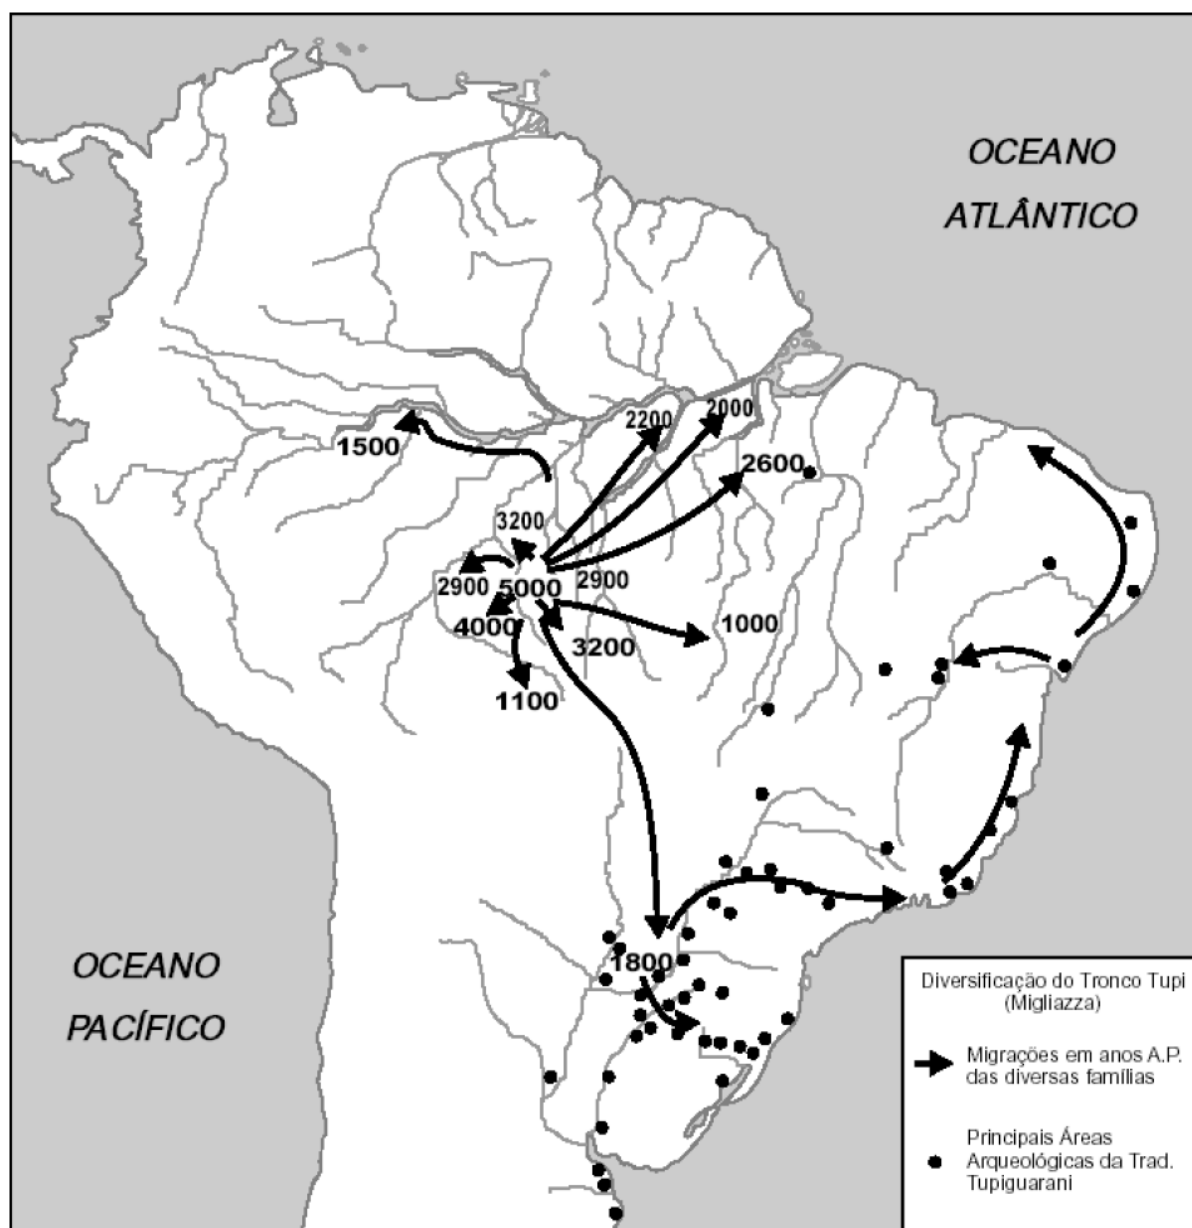 OCEANO
ATLÂNTICO
2200
2000
1500
2600
3200
2900
5000
2900
4000
3200
1000
1100
1800
OCEANO
PACÍFICO
Diversificação do Tronco Tupi
(Migliazza)
Migrações em anos A.P.
das diversas famílias
Principais Áreas
Arqueológicas da Trad.
Tupiguarani